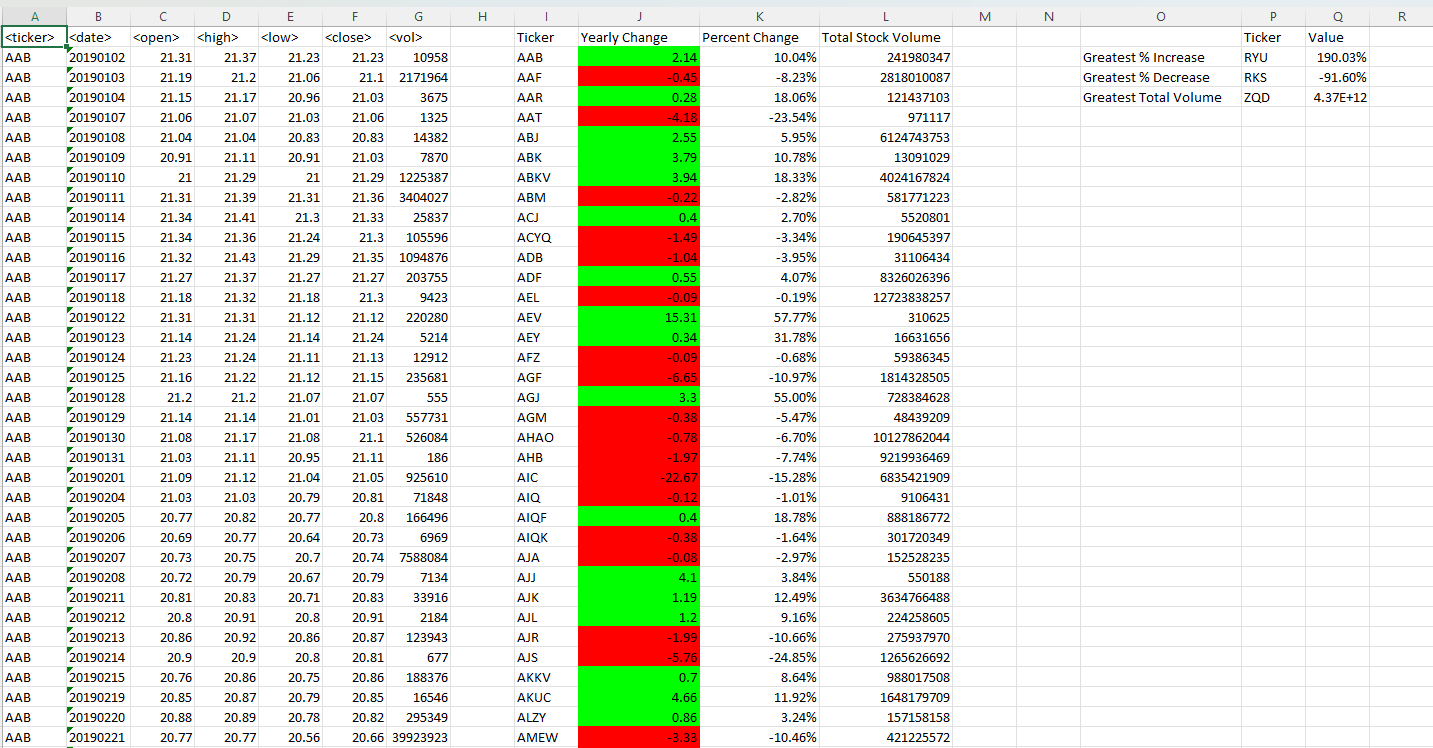 A B C D E F G H I J K L M N O P Q R
<ticker> <date> <open> <high> <low> <close> <vol> Ticker Yearly Change Percent Change Total Stock Volume Ticker Value
AAB 20190102 21.31 21.37 21.23 21.23 10958 AAB 2.14 10.04% 241980347 Greatest % Increase RYU 190.03%
AAB 20190103 21.19 21.2 21.06 21.1 2171964 AAF -0.45 -8.23% 2818010087 Greatest % Decrease RKS -91.60%
AAB 20190104 21.15 21.17 20.96 21.03 3675 AAR 0.28 18.06% 121437103 Greatest Total Volume ZQD 4.37E+12
AAB 20190107 21.06 21.07 21.03 21.06 1325 AAT -4.18 -23.54% 971117
AAB 20190108 21.04 21.04 20.83 20.83 14382 ABJ 2.55 5.95% 6124743753
AAB 20190109 20.91 21.11 20.91 21.03 7870 ABK 3.79 10.78% 13091029
AAB 20190110 21 21.29 21 21.29 1225387 ABKV 3.94 18.33% 4024167824
AAB 20190111 21.31 21.39 21.31 21.36 3404027 ABM -0.22 -2.82% 581771223
AAB 20190114 21.34 21.41 21.3 21.33 25837 ACJ 0.4 2.70% 5520801
AAB 20190115 21.34 21.36 21.24 21.3 105596 ACYQ -1.49 -3.34% 190645397
AAB 20190116 21.32 21.43 21.29 21.35 1094876 ADB -1.04 -3.95% 31106434
AAB 20190117 21.27 21.37 21.27 21.27 203755 ADF 0.55 4.07% 8326026396
AAB 20190118 21.18 21.32 21.18 21.3 9423 AEL -0.09 -0.19% 12723838257
AAB 20190122 21.31 21.31 21.12 21.12 220280 AEV 15.31 57.77% 310625
AAB 20190123 21.14 21.24 21.14 21.24 5214 AEY 0.34 31.78% 16631656
AAB 20190124 21.23 21.24 21.11 21.13 12912 AFZ -0.09 -0.68% 59386345
AAB 20190125 21.16 21.22 21.12 21.15 235681 AGF -6.65 -10.97% 1814328505
AAB 20190128 21.2 21.2 21.07 21.07 555 AGJ 3.3 55.00% 728384628
AAB 20190129 21.14 21.14 21.01 21.03 557731 AGM -0.38 -5.47% 48439209
AAB 20190130 21.08 21.17 21.08 21.1 526084 AHAO -0.78 -6.70% 10127862044
AAB 20190131 21.03 21.11 20.95 21.11 186 AHB -1.97 -7.74% 9219936469
AAB 20190201 21.09 21.12 21.04 21.05 925610 AIC -22.67 -15.28% 6835421909
AAB 20190204 21.03 21.03 20.79 20.81 71848 AIQ -0.12 -1.01% 9106431
AAB 20190205 20.77 20.82 20.77 20.8 166496 AIQF 0.4 18.78% 888186772
AAB 20190206 20.69 20.77 20.64 20.73 6969 AIQK -0.38 -1.64% 301720349
AAB 20190207 20.73 20.75 20.7 20.74 7588084 AJA -0.08 -2.97% 152528235
AAB 20190208 20.72 20.79 20.67 20.79 7134 AJJ 4.1 3.84% 550188
AAB 20190211 20.81 20.83 20.71 20.83 33916 AJK 1.19 12.49% 3634766488
AAB 20190212 20.8 20.91 20.8 20.91 2184 AJL 1.2 9.16% 224258605
AAB 20190213 20.86 20.92 20.86 20.87 123943 AJR -1.99 -10.66% 275937970
AAB 20190214 20.9 20.9 20.8 20.81 677 AJS -5.76 -24.85% 1265626692
AAB 20190215 20.76 20.86 20.75 20.86 188376 AKKV 0.7 8.64% 988017508
AAB 20190219 20.85 20.87 20.79 20.85 16546 AKUC 4.66 11.92% 1648179709
AAB 20190220 20.88 20.89 20.78 20.82 295349 ALZY 0.86 3.24% 157158158
AAB 20190221 20.77 20.77 20.56 20.66 39923923 AMEW -3.33 -10.46% 421225572